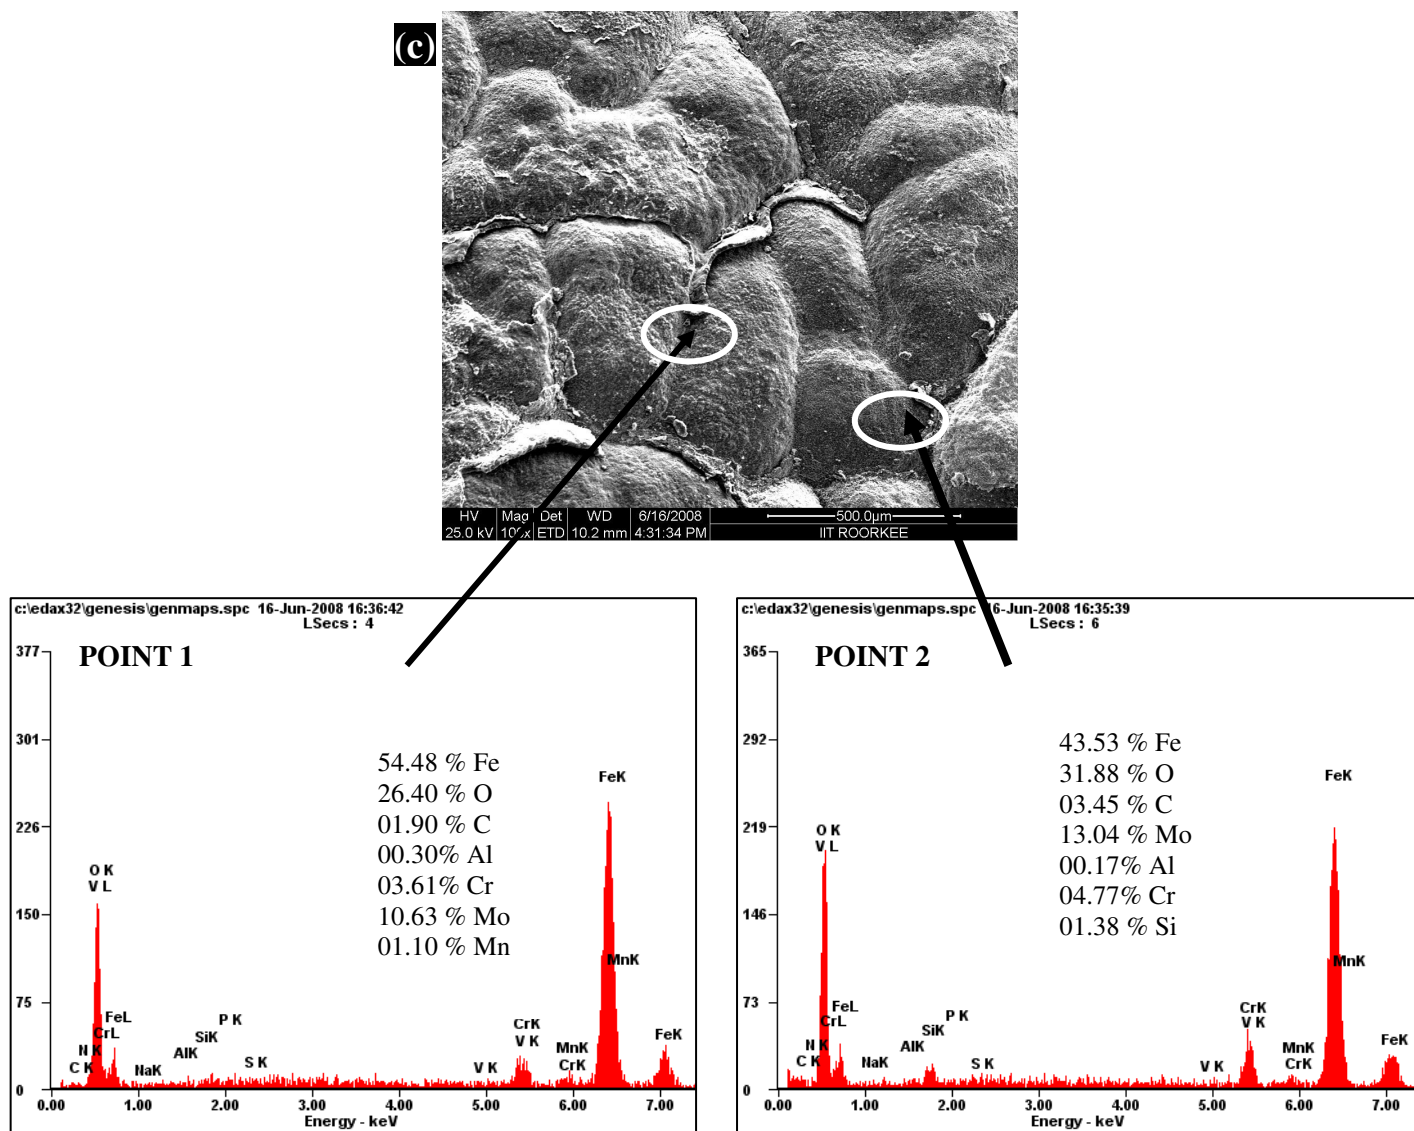 (c)
HV Mag Det WD 6/16/2008 500.0µm
25.0 kV 100x ETD 10.2 mm 4:31:34 PM IIT ROORKEE
c:\edax32\genesis\genmaps.spc 16-Jun-2008 16:36:42
LSecs : 4
377
POINT 1
301
54.48 % Fe
26.40 % O
01.90 % C
00.30% Al
03.61% Cr
10.63 % Mo
01.10 % Mn
FeK
226
O K
V L
150
MnK
75
FeL
CrL
N K
C K
NaK
AlK
SiK
P K
S K
V K
CrK
V K
MnK
CrK
FeK
0
0.00 1.00 2.00 3.00 4.00 5.00 6.00 7.00
Energy - keV
c:\edax32\genesis\genmaps.spc 16-Jun-2008 16:35:39
LSecs : 6
365
POINT 2
292
43.53 % Fe
31.88 % O
03.45 % C
13.04 % Mo
00.17% Al
04.77% Cr
01.38 % Si
FeK
219
O K
V L
146
MnK
73
FeL
CrL
N K
C K
NaK
AlK
SiK
P K
S K
V K
CrK
V K
MnK
CrK
FeK
0
0.00 1.00 2.00 3.00 4.00 5.00 6.00 7.00
Energy - keV